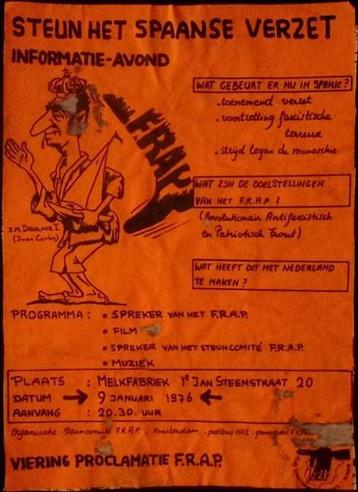 STEUN HET SPAANSE VERZET
INFORMATIE-AVOND
WAT GEBEURT ER NU IN SPANJE?
. toenemend verzet
. voortzetting fascistische
terreur
. strijd tegen de monarchie
FRAP
WAT ZIJN DE DOELSTELLINGEN
VAN HET F.R.A.P.!
(Revolutionair Antifascistisch
en Patriotisch Front)
Z.M.
(Juan Carlos)
WAT HEEFT DIT MET NEDERLAND
TE MAKEN?
PROGRAMMA: • SPREKER VAN HET F.R.A.P.
• FILM
• SPREKER VAN HET STEUNCOMITÉ F.R.A.P.
• MUZIEK
PLAATS : MELKFABRIEK 1e JAN STEENSTRAAT 20
DATUM → 9 JANUARI 1976 ←
AANVANG : 20.30. UUR
Steuncomité F.R.A.P. Amsterdam
VIERING PROCLAMATIE F.R.A.P.